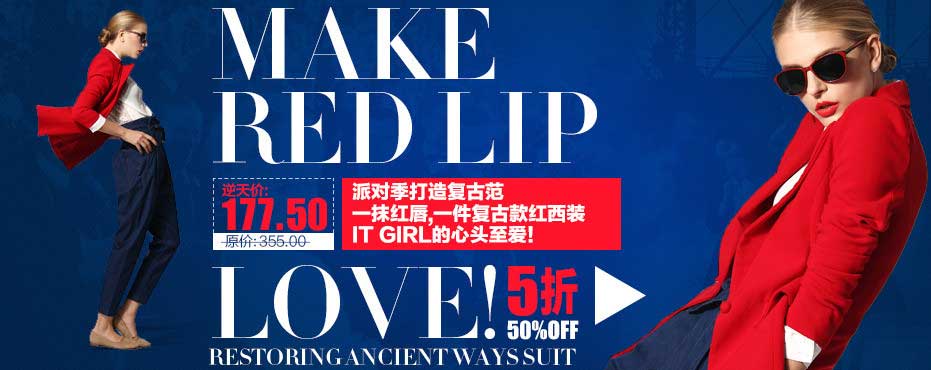 MAKE
RED LIP
逆天价:
177.50
原价: 355.00
派对季打造复古范
一抹红唇,一件复古款红西装
IT GIRL的心头至爱!
LOVE!
5折
50%OFF
RESTORING ANCIENT WAYS SUIT